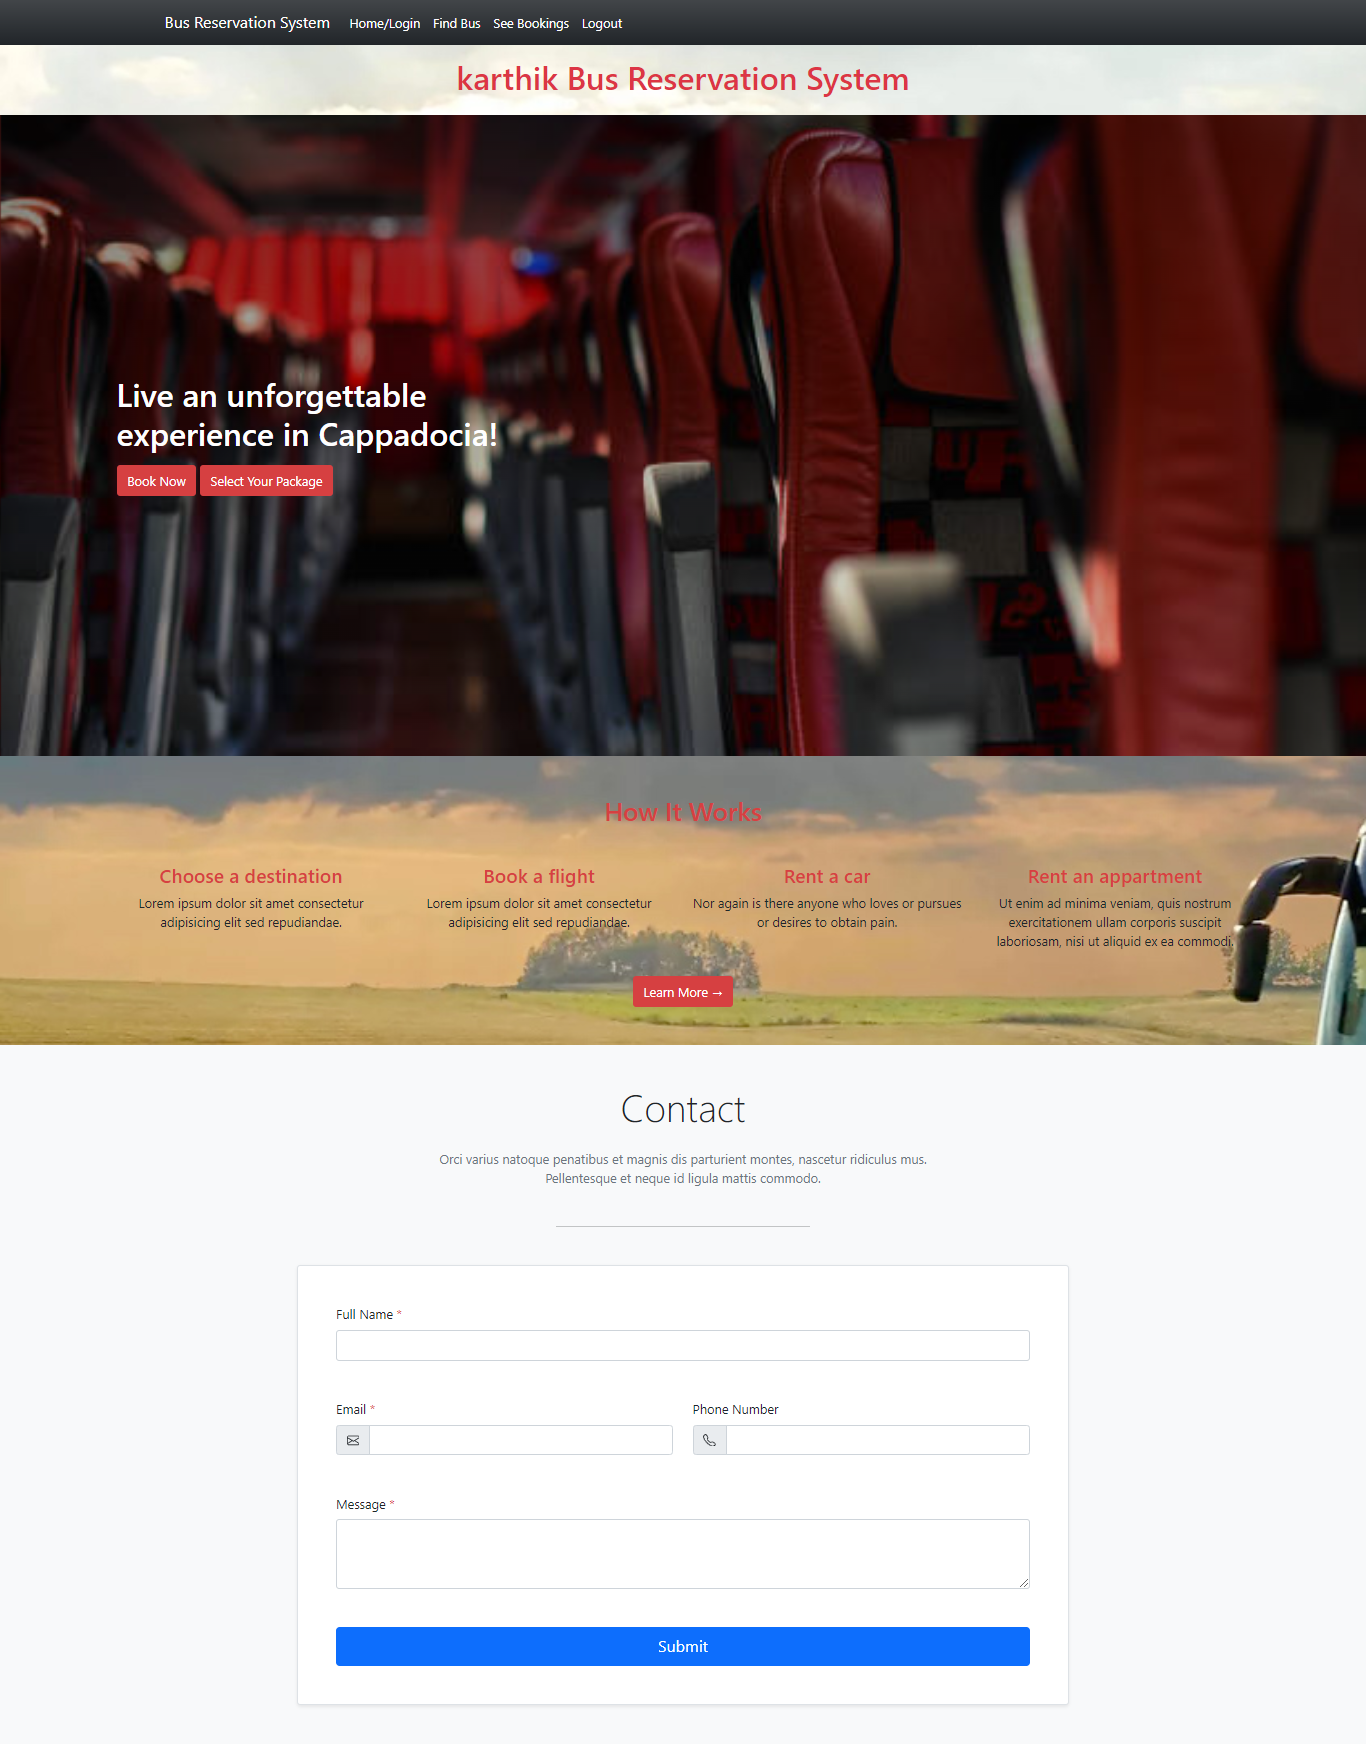 Bus Reservation System Home/Login Find Bus See Bookings Logout
karthik Bus Reservation System
Live an unforgettable
experience in Cappadocia!
Book Now Select Your Package
How It Works
Choose a destination
Lorem ipsum dolor sit amet consectetur
adipisicing elit sed repudiandae.
Book a flight
Lorem ipsum dolor sit amet consectetur
adipisicing elit sed repudiandae.
Rent a car
Nor again is there anyone who loves or pursues
or desires to obtain pain.
Rent an appartment
Ut enim ad minima veniam, quis nostrum
exercitationem ullam corporis suscipit
laboriosam, nisi ut aliquid ex ea commodi.
Learn More →
Contact
Orci varius natoque penatibus et magnis dis parturient montes, nascetur ridiculus mus.
Pellentesque et neque id ligula mattis commodo.
Full Name *
Email *
Phone Number
Message *
Submit